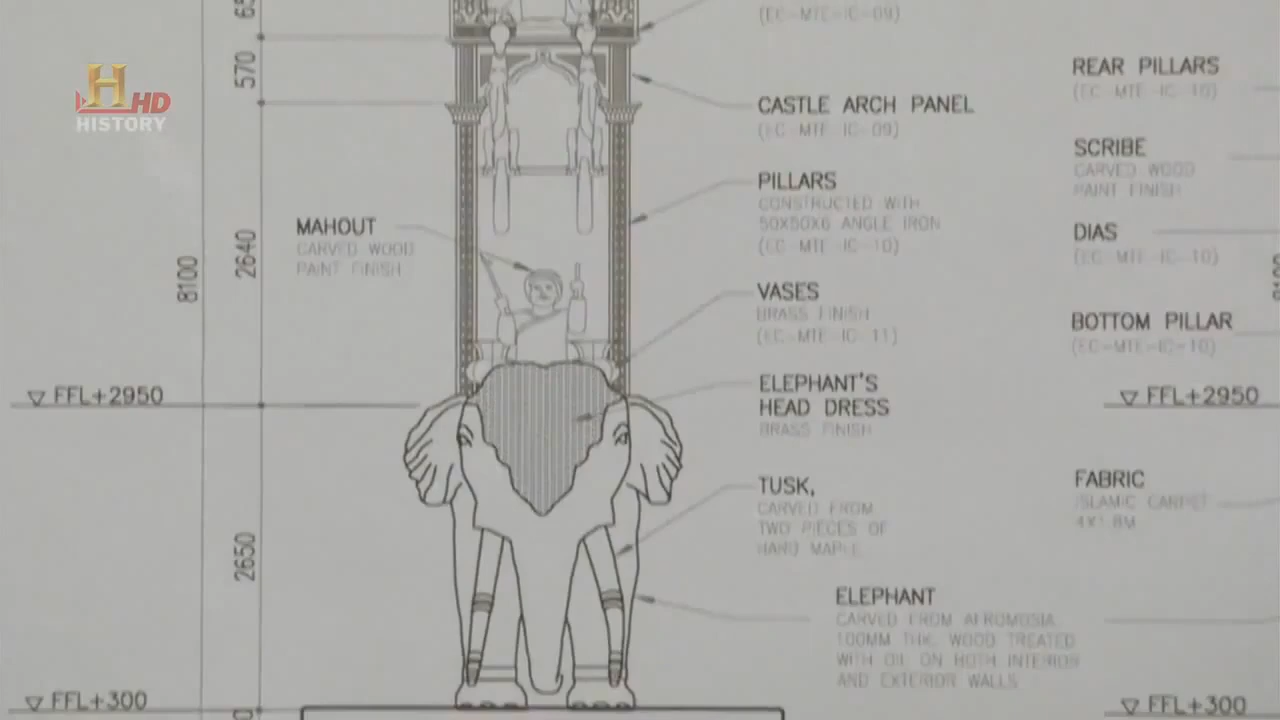 HD
HISTORY
570
2640
8100
2650
(EC-MTE-IC-09)
CASTLE ARCH PANEL
(EC-MTE-IC-09)
PILLARS
CONSTRUCTED WITH
50X50X6 ANGLE IRON
(EC-MTE-IC-10)
MAHOUT
CARVED WOOD
PAINT FINISH
VASES
BRASS FINISH
(EC-MTE-IC-11)
ELEPHANT'S
HEAD DRESS
BRASS FINISH
TUSK,
CARVED FROM
TWO PIECES OF
HARD MAPLE
ELEPHANT
CARVED FROM AFROMOSIA
100MM THK. WOOD TREATED
WITH OIL ON BOTH INTERIOR
AND EXTERIOR WALLS
REAR PILLARS
(EC-MTE-IC-10)
SCRIBE
CARVED WOOD
PAINT FINISH
DIAS
(EC-MTE-IC-10)
BOTTOM PILLAR
(EC-MTE-IC-10)
FABRIC
ISLAMIC CARPET
FFL+2950
FFL+2950
FFL+300
FFL+300